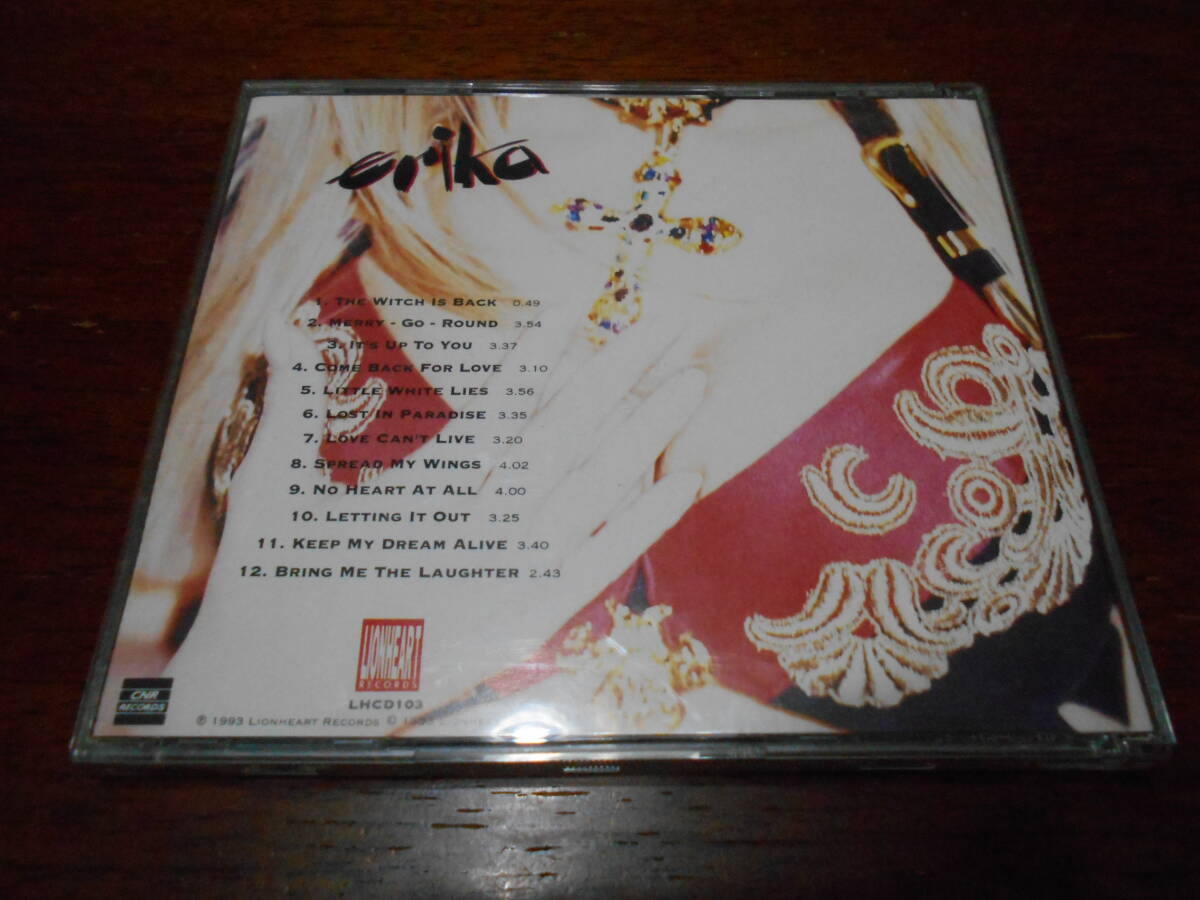 erika
1. The Witch Is Back 0.49
2. Merry - Go - Round 3.54
3. It's Up To You 3.37
4. Come Back For Love 3.10
5. Little White Lies 3.56
6. Lost In Paradise 3.35
7. Love Can't Live 3.20
8. Spread My Wings 4.02
9. No Heart At All 4.00
10. Letting It Out 3.25
11. Keep My Dream Alive 3.40
12. Bring Me The Laughter 2.43
LIONHEART
RECORDS
LHCD103
CNR
RECORDS
℗ 1993 Lionheart Records © 1993 Lionheart